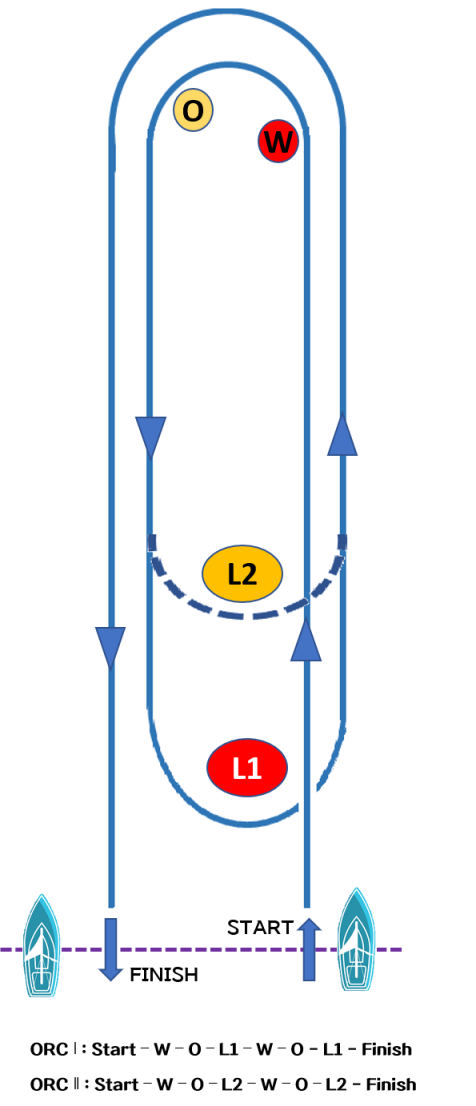 O
W
L2
L1
START
FINISH
ORC Ⅰ : Start – W – O – L1 – W – O – L1 – Finish
ORC Ⅱ : Start – W – O – L2 – W – O – L2 – Finish